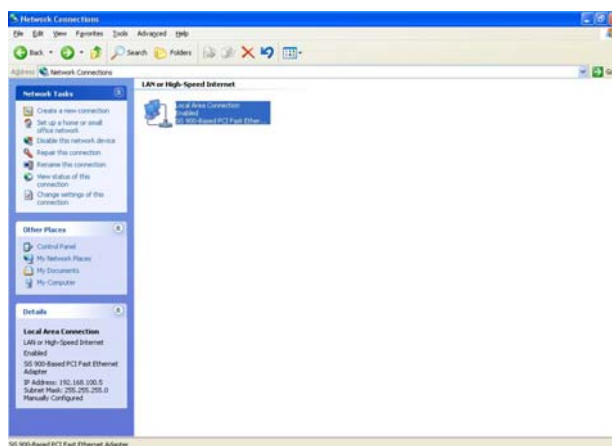 Network Connections
File Edit View Favorites Tools Advanced Help
Back Search Folders
Address Network Connections Go
LAN or High-Speed Internet
Network Tasks
Create a new connection
Set up a home or small
office network
Disable this network device
Repair this connection
Rename this connection
View status of this
connection
Change settings of this
connection
Local Area Connection
Enabled
SiS 900-Based PCI Fast Ether...
Other Places
Control Panel
My Network Places
My Documents
My Computer
Details
Local Area Connection
LAN or High-Speed Internet
Enabled
SiS 900-Based PCI Fast Ethernet
Adapter
IP Address: 192.168.100.5
Subnet Mask: 255.255.255.0
Manually Configured
SiS 900-Based PCI Fast Ethernet Adapter